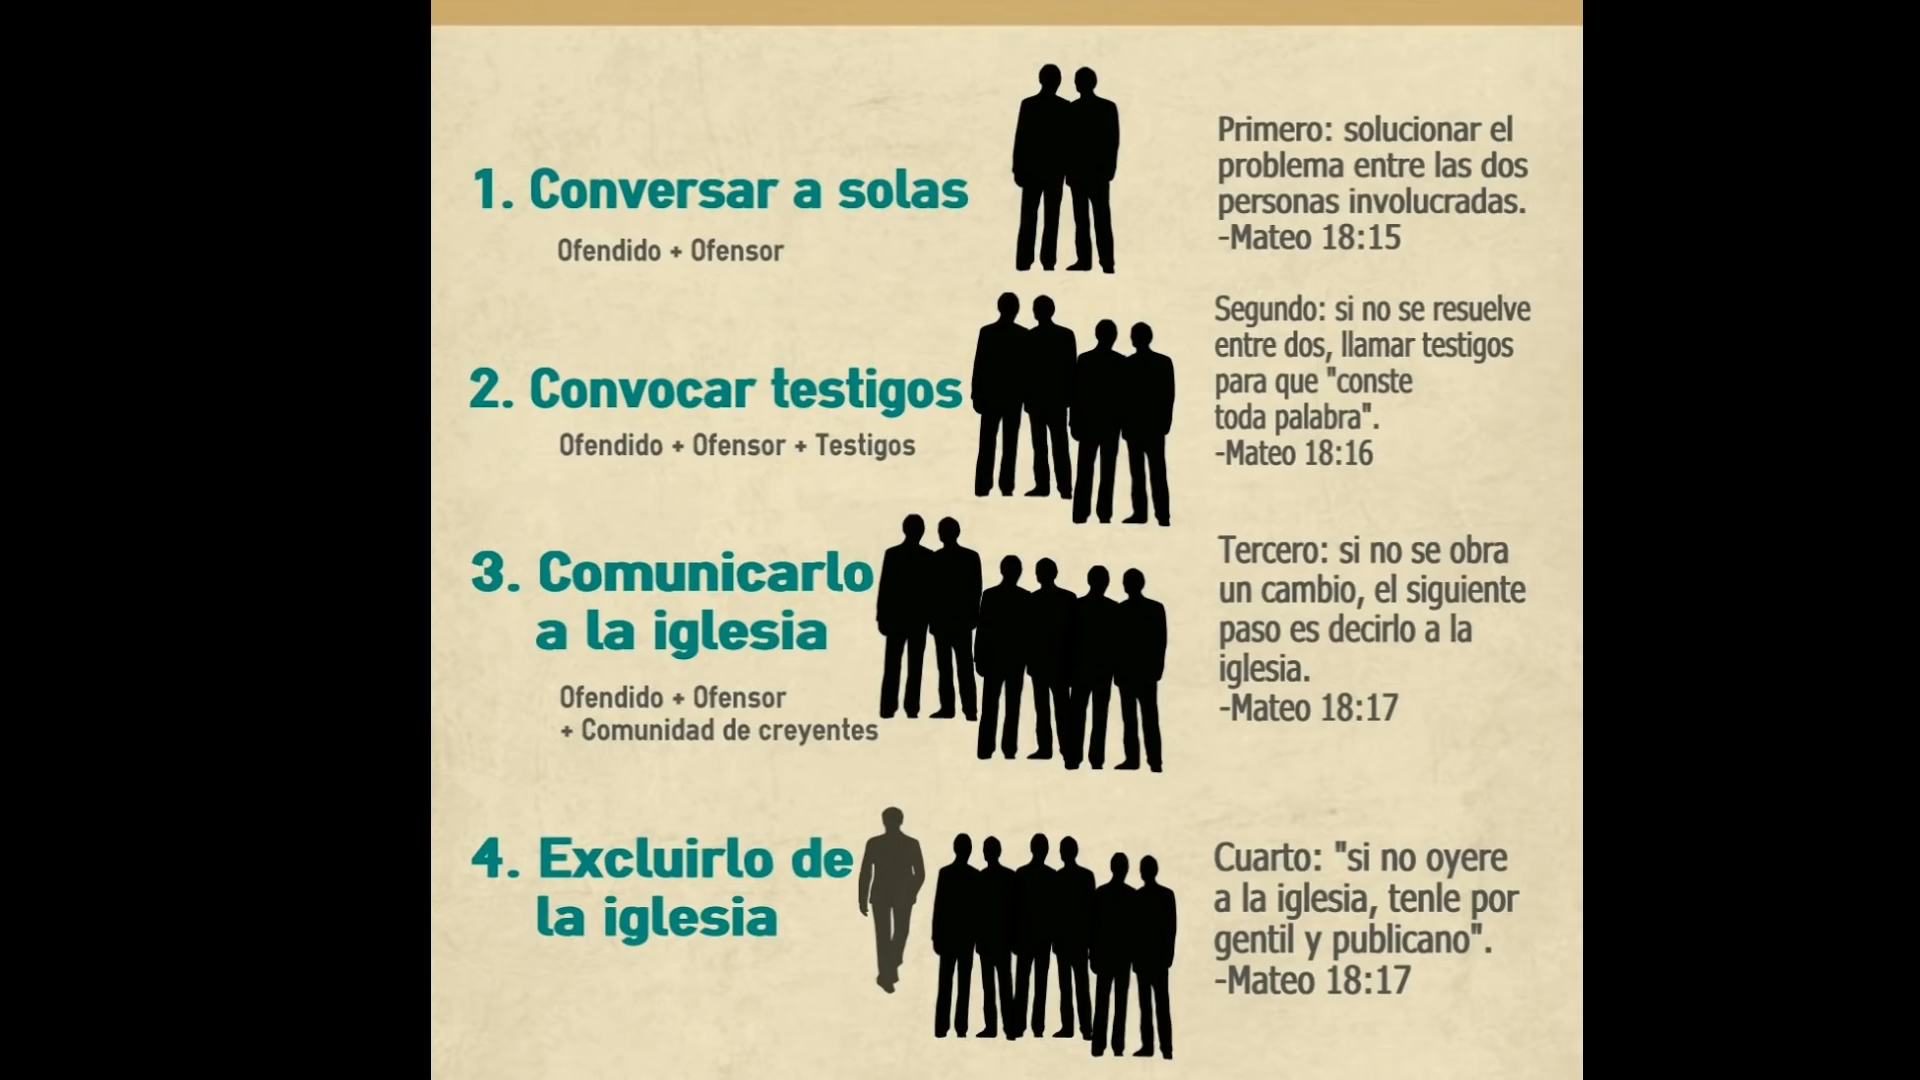 1. Conversar a solas
Ofendido + Ofensor
Primero: solucionar el
problema entre las dos
personas involucradas.
-Mateo 18:15
2. Convocar testigos
Ofendido + Ofensor + Testigos
Segundo: si no se resuelve
entre dos, llamar testigos
para que "conste
toda palabra".
-Mateo 18:16
3. Comunicarlo
a la iglesia
Ofendido + Ofensor
+ Comunidad de creyentes
Tercero: si no se obra
un cambio, el siguiente
paso es decirlo a la
iglesia.
-Mateo 18:17
4. Excluirlo de
la iglesia
Cuarto: "si no oyere
a la iglesia, tenle por
gentil y publicano".
-Mateo 18:17